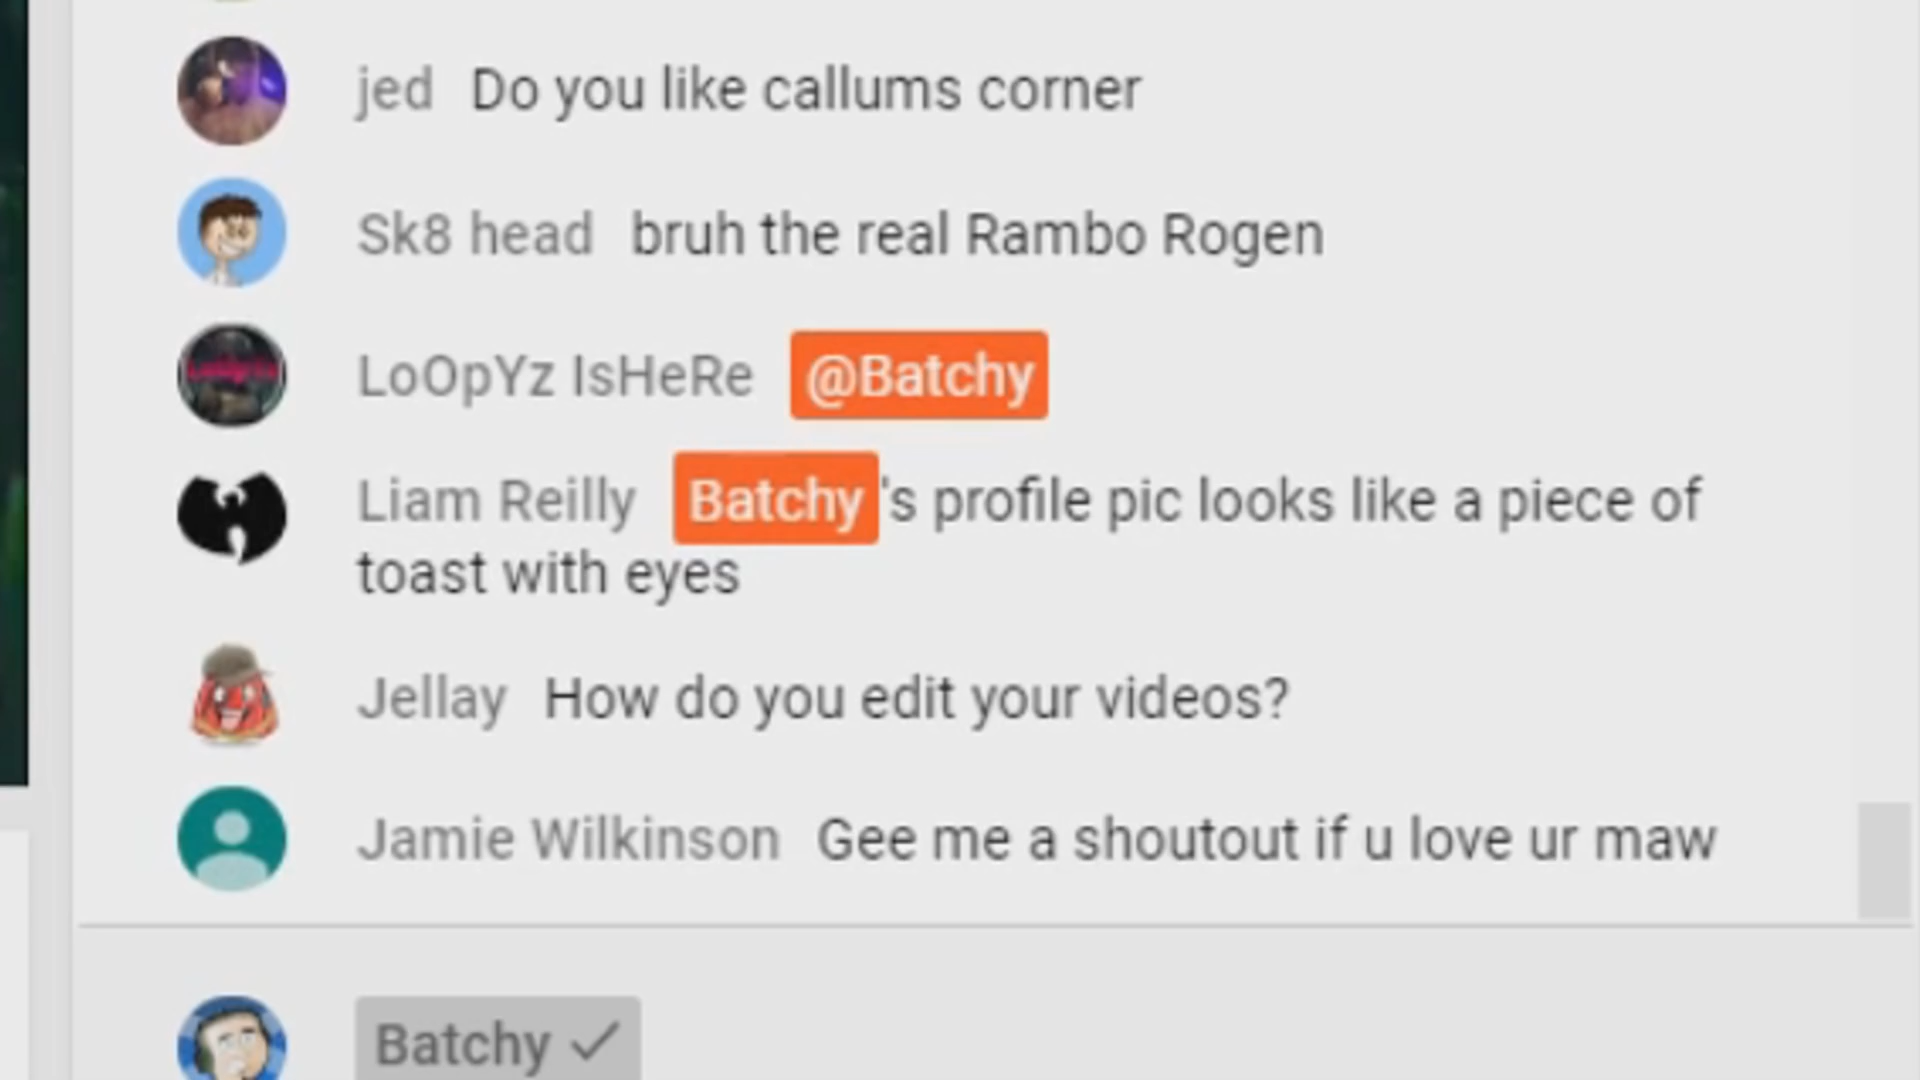 jed Do you like callums corner
Sk8 head bruh the real Rambo Rogen
LoOpYz IsHeRe @Batchy
Liam Reilly Batchy's profile pic looks like a piece of
toast with eyes
Jellay How do you edit your videos?
Jamie Wilkinson Gee me a shoutout if u love ur maw
Batchy ✓